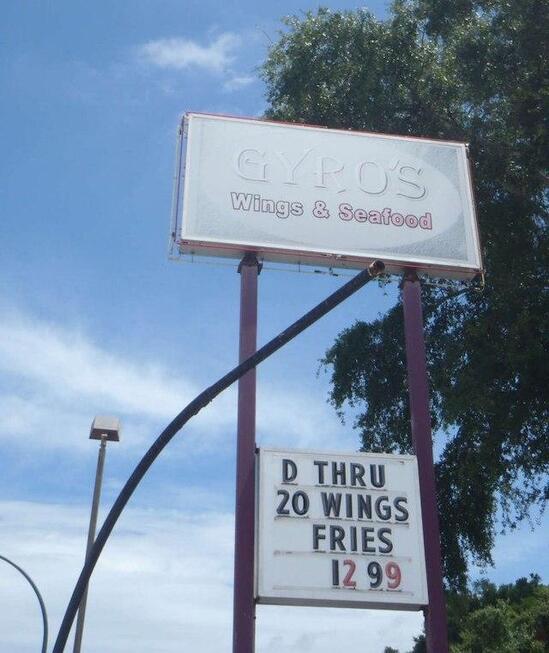 GYRO'S
Wings & Seafood
D THRU
20 WINGS
FRIES
12 99